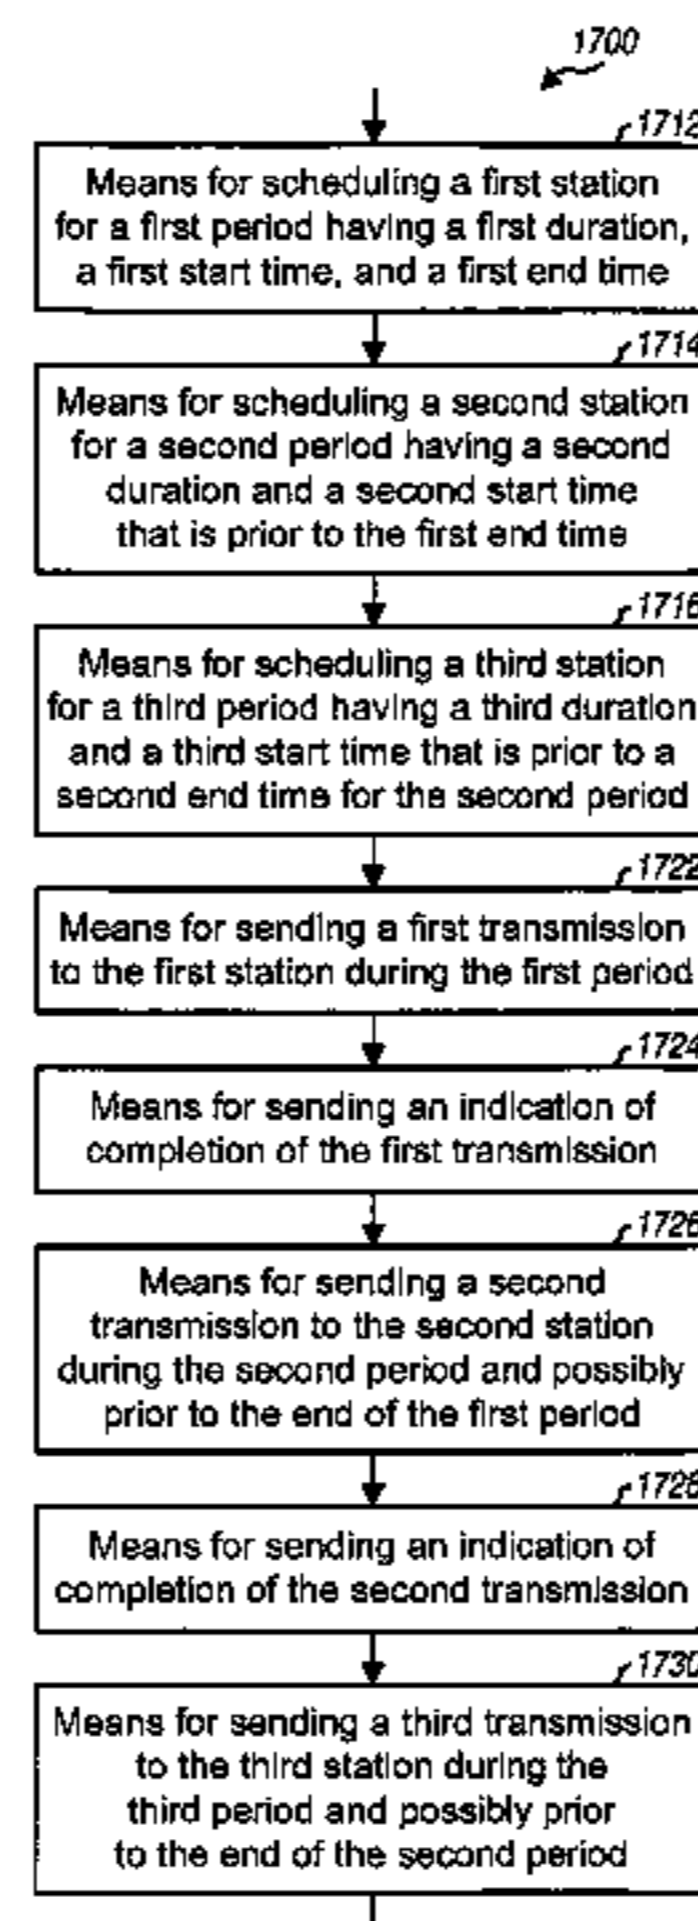 1700
1712
Means for scheduling a first station
for a first period having a first duration,
a first start time, and a first end time
1714
Means for scheduling a second station
for a second period having a second
duration and a second start time
that is prior to the first end time
1716
Means for scheduling a third station
for a third period having a third duration
and a third start time that is prior to a
second end time for the second period
1722
Means for sending a first transmission
to the first station during the first period
1724
Means for sending an indication of
completion of the first transmission
1726
Means for sending a second
transmission to the second station
during the second period and possibly
prior to the end of the first period
1728
Means for sending an indication of
completion of the second transmission
1730
Means for sending a third transmission
to the third station during the
third period and possibly prior
to the end of the second period